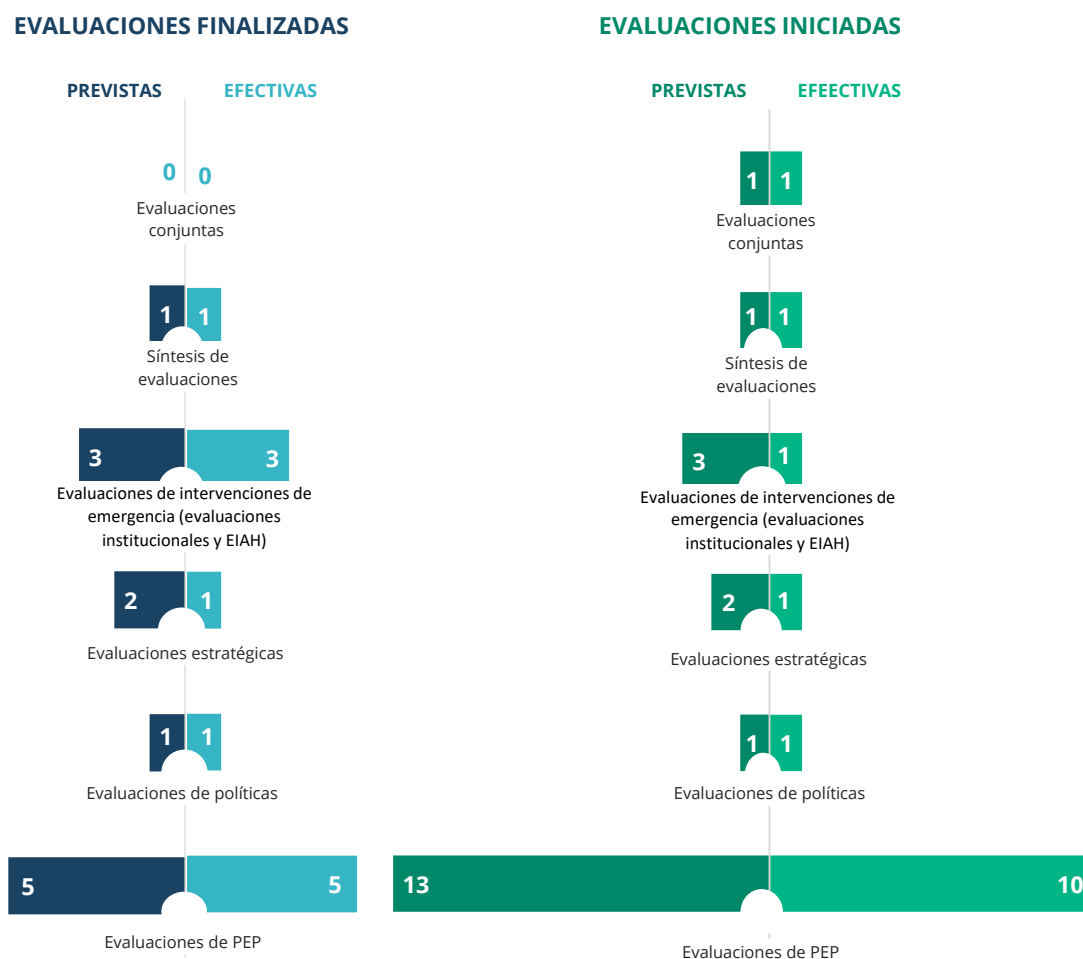 EVALUACIONES FINALIZADAS
PREVISTAS EFECTIVAS
0 0
Evaluaciones
conjuntas
1 1
Síntesis de
evaluaciones
3 3
Evaluaciones de intervenciones de
emergencia (evaluaciones
institucionales y EIAH)
2 1
Evaluaciones estratégicas
1 1
Evaluaciones de políticas
5 5
Evaluaciones de PEP
EVALUACIONES INICIADAS
PREVISTAS EFEECTIVAS
1 1
Evaluaciones
conjuntas
1 1
Síntesis de
evaluaciones
3 1
Evaluaciones de intervenciones de
emergencia (evaluaciones
institucionales y EIAH)
2 1
Evaluaciones estratégicas
1 1
Evaluaciones de políticas
13 10
Evaluaciones de PEP